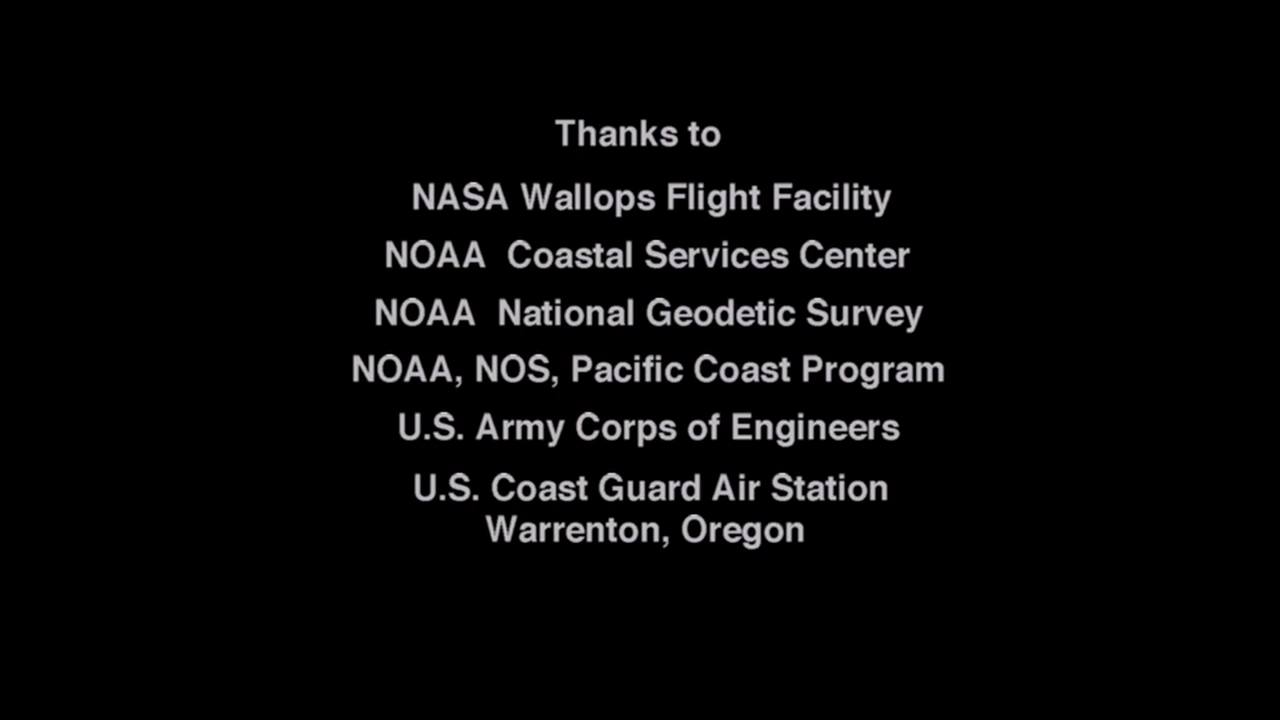 Thanks to
NASA Wallops Flight Facility
NOAA  Coastal Services Center
NOAA  National Geodetic Survey
NOAA, NOS, Pacific Coast Program
U.S. Army Corps of Engineers
U.S. Coast Guard Air Station
Warrenton, Oregon